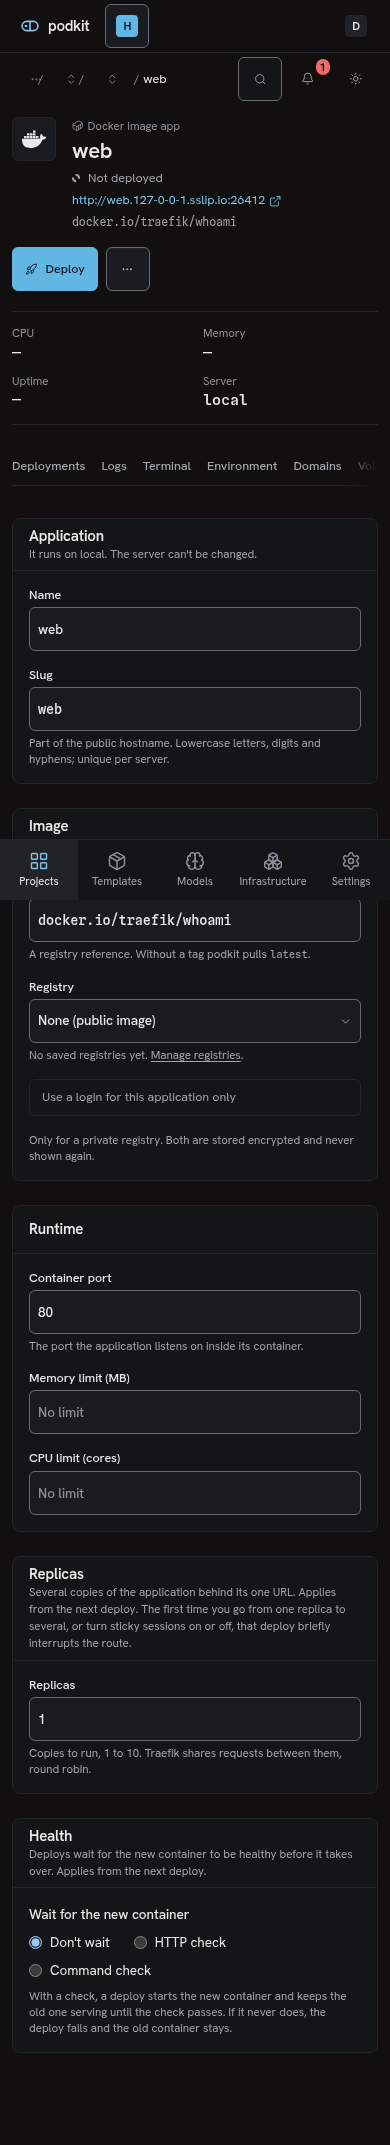 podkit
H
D
··/
/
/ web
1
Docker image app
web
Not deployed
http://web.127-0-0-1.sslip.io:26412
docker.io/traefik/whoami
Deploy
...
CPU
—
Memory
—
Uptime
—
Server
local
Deployments Logs Terminal Environment Domains Vol
Application
It runs on local. The server can't be changed.
Name
web
Slug
web
Part of the public hostname. Lowercase letters, digits and
hyphens; unique per server.
Image
Projects Templates Models Infrastructure Settings
docker.io/traefik/whoami
A registry reference. Without a tag podkit pulls latest.
Registry
None (public image)
No saved registries yet. Manage registries.
Use a login for this application only
Only for a private registry. Both are stored encrypted and never
shown again.
Runtime
Container port
80
The port the application listens on inside its container.
Memory limit (MB)
No limit
CPU limit (cores)
No limit
Replicas
Several copies of the application behind its one URL. Applies
from the next deploy. The first time you go from one replica to
several, or turn sticky sessions on or off, that deploy briefly
interrupts the route.
Replicas
1
Copies to run, 1 to 10. Traefik shares requests between them,
round robin.
Health
Deploys wait for the new container to be healthy before it takes
over. Applies from the next deploy.
Wait for the new container
Don't wait HTTP check
Command check
With a check, a deploy starts the new container and keeps the
old one serving until the check passes. If it never does, the
deploy fails and the old container stays.